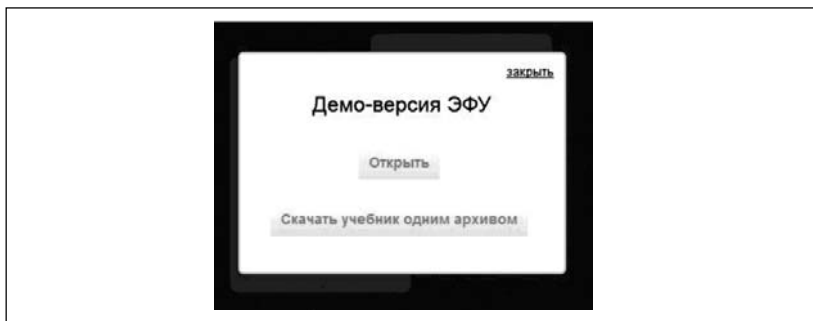 закрыть
Демо-версия ЭФУ
Открыть
Скачать учебник одним архивом